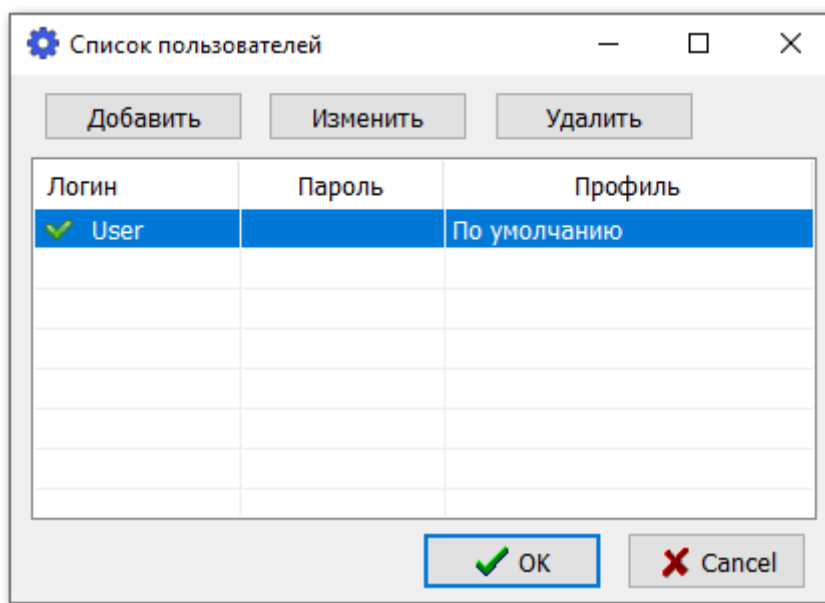 Список пользователей
Добавить Изменить Удалить
Логин Пароль Профиль
User По умолчанию
OK Cancel